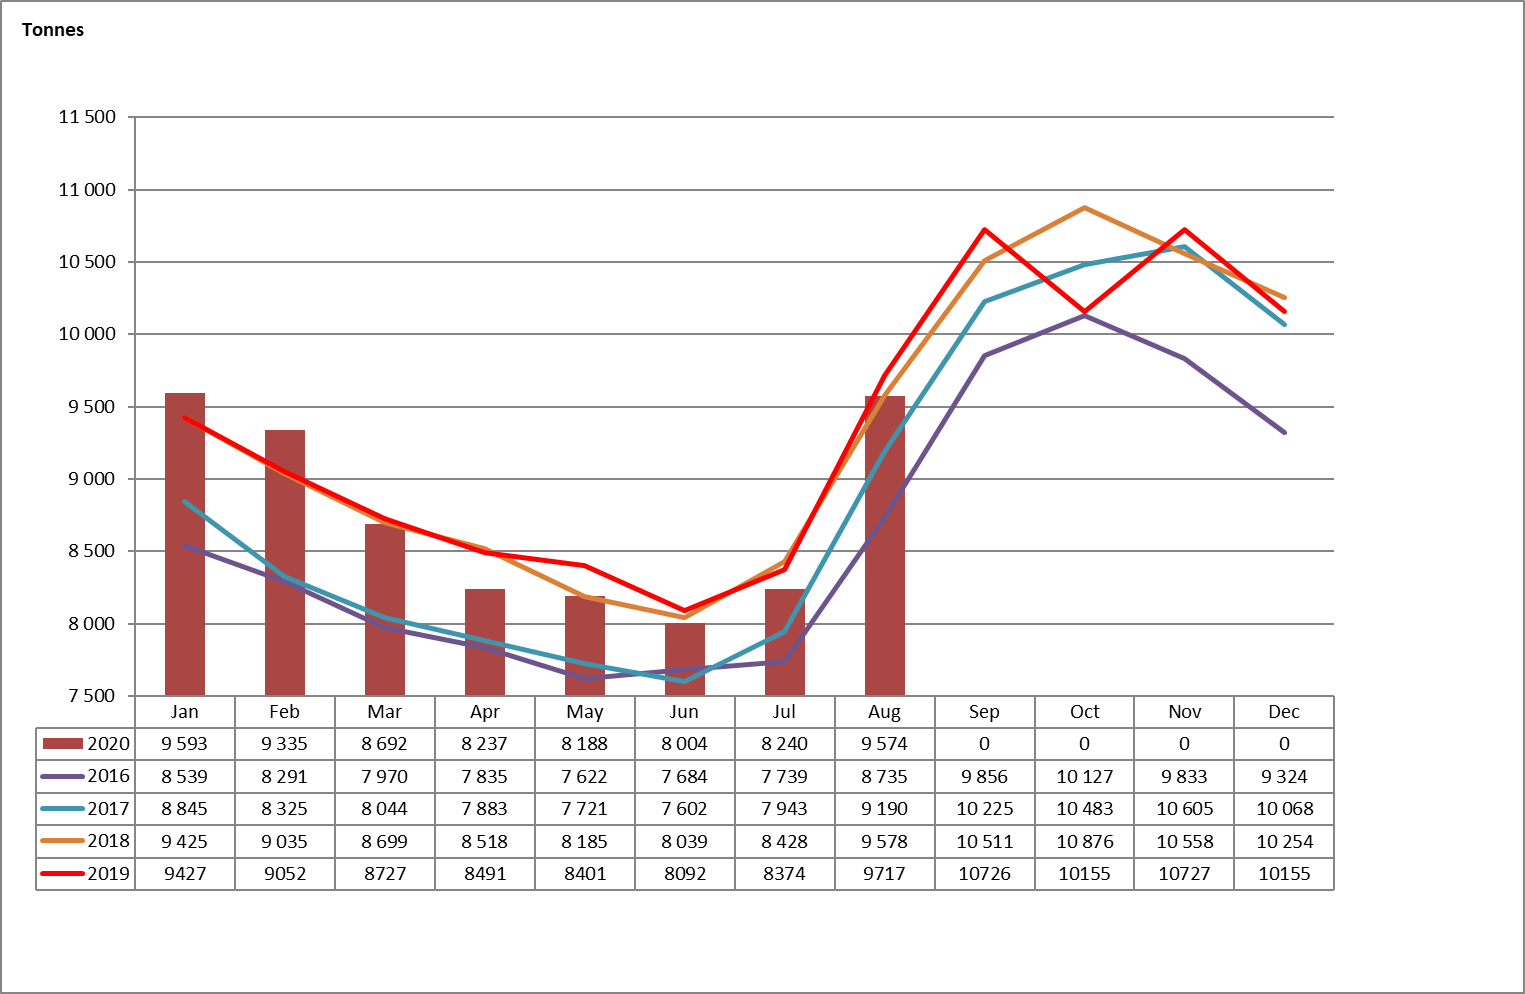 Tonnes
11 500
11 000
10 500
10 000
9 500
9 000
8 500
8 000
7 500
Jan Feb Mar Apr May Jun Jul Aug Sep Oct Nov Dec
2020 9 593 9 335 8 692 8 237 8 188 8 004 8 240 9 574 0 0 0 0
2016 8 539 8 291 7 970 7 835 7 622 7 684 7 739 8 735 9 856 10 127 9 833 9 324
2017 8 845 8 325 8 044 7 883 7 721 7 602 7 943 9 190 10 225 10 483 10 605 10 068
2018 9 425 9 035 8 699 8 518 8 185 8 039 8 428 9 578 10 511 10 876 10 558 10 254
2019 9427 9052 8727 8491 8401 8092 8374 9717 10726 10155 10727 10155